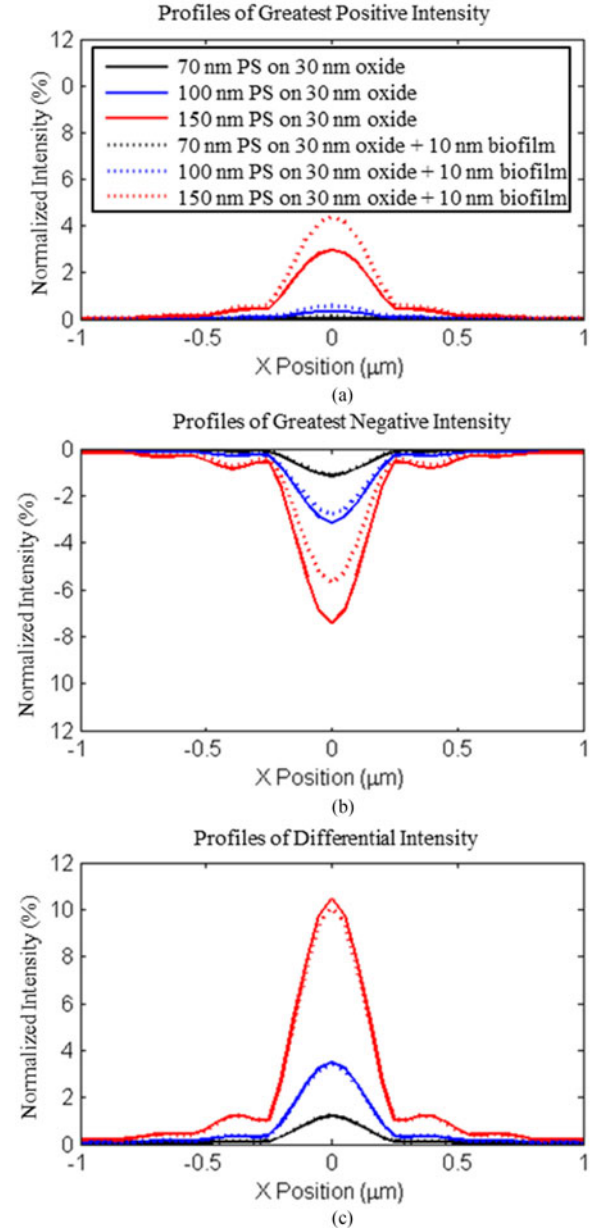 Profiles of Greatest Positive Intensity
12
0
8
6
4
2
0
Normalized Intensity (%)
70 nm PS on 30 nm oxide
100 nm PS on 30 nm oxide
150 nm PS on 30 nm oxide
70 nm PS on 30 nm oxide + 10 nm biofilm
100 nm PS on 30 nm oxide + 10 nm biofilm
150 nm PS on 30 nm oxide + 10 nm biofilm
-1 -0.5 0 0.5 1
X Position (µm)
(a)
Profiles of Greatest Negative Intensity
0
-2
-4
-6
-8
10
12
Normalized Intensity (%)
-1 -0.5 0 0.5 1
X Position (µm)
(b)
Profiles of Differential Intensity
12
10
8
6
4
2
0
Normalized Intensity (%)
-1 -0.5 0 0.5 1
X Position (µm)
(c)